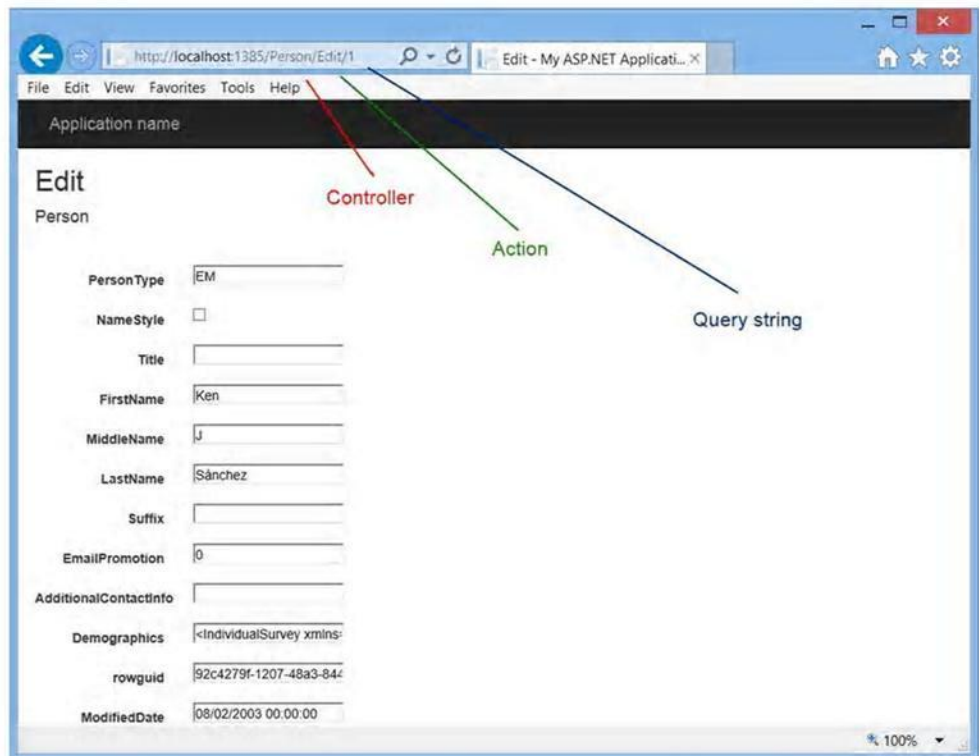 http://localhost:1385/Person/Edit/1
Edit - My ASP.NET Applicati...
File Edit View Favorites Tools Help
Application name
Edit
Person
Controller
Action
Query string
PersonType EM
NameStyle
Title
FirstName Ken
MiddleName J
LastName Sánchez
Suffix
EmailPromotion 0
AdditionalContactInfo
Demographics <IndividualSurvey xmlns=
rowguid 92c4279f-1207-48a3-844
ModifiedDate 08/02/2003 00:00:00
100%